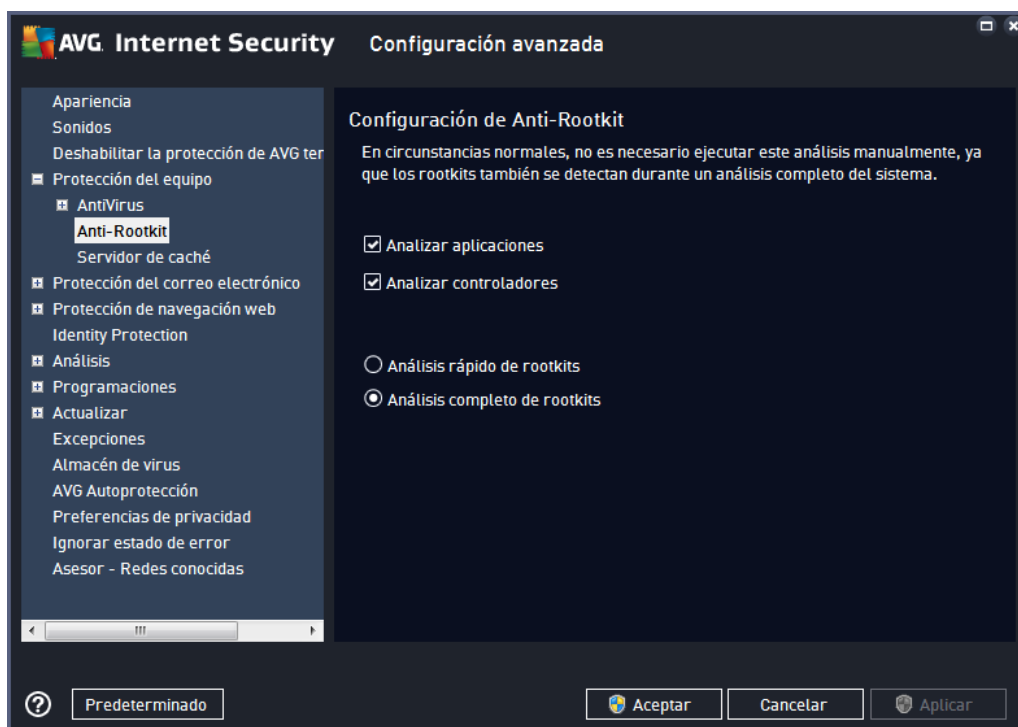 AVG. Internet Security
Configuración avanzada
Apariencia
Sonidos
Deshabilitar la protección de AVG ter
Protección del equipo
AntiVirus
Anti-Rootkit
Servidor de caché
Protección del correo electrónico
Protección de navegación web
Identity Protection
Análisis
Programaciones
Actualizar
Excepciones
Almacén de virus
AVG Autoprotección
Preferencias de privacidad
Ignorar estado de error
Asesor - Redes conocidas
Configuración de Anti-Rootkit
En circunstancias normales, no es necesario ejecutar este análisis manualmente, ya
que los rootkits también se detectan durante un análisis completo del sistema.
Analizar aplicaciones
Analizar controladores
Análisis rápido de rootkits
Análisis completo de rootkits
Predeterminado
Aceptar
Cancelar
Aplicar